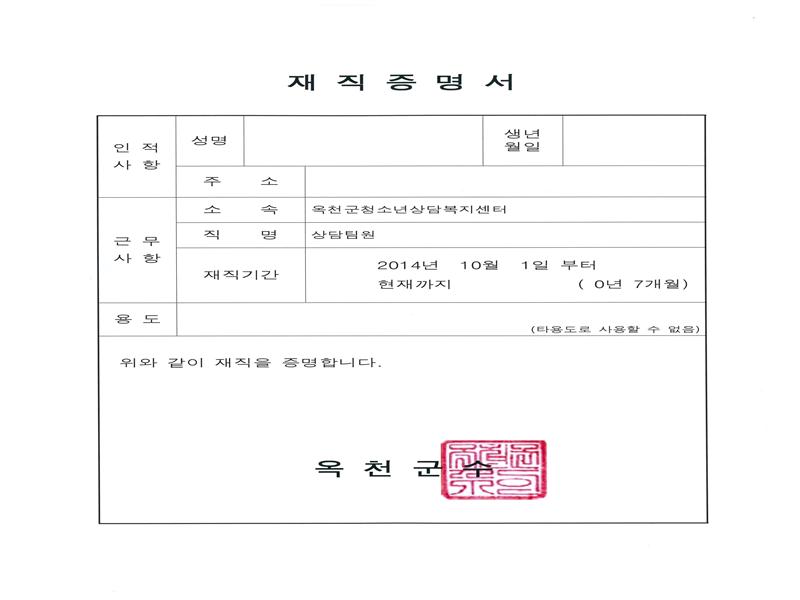 재 직 증 명 서
인 적
사 항
성명
생년
월일
주 소
근 무
사 항
소 속
옥천군청소년상담복지센터
직 명
상담팀원
재직기간
2014년 10월 1일 부터
현재까지 ( 0년 7개월)
용 도
(타용도로 사용할 수 없음)
위와 같이 재직을 증명합니다.
옥 천 군 수